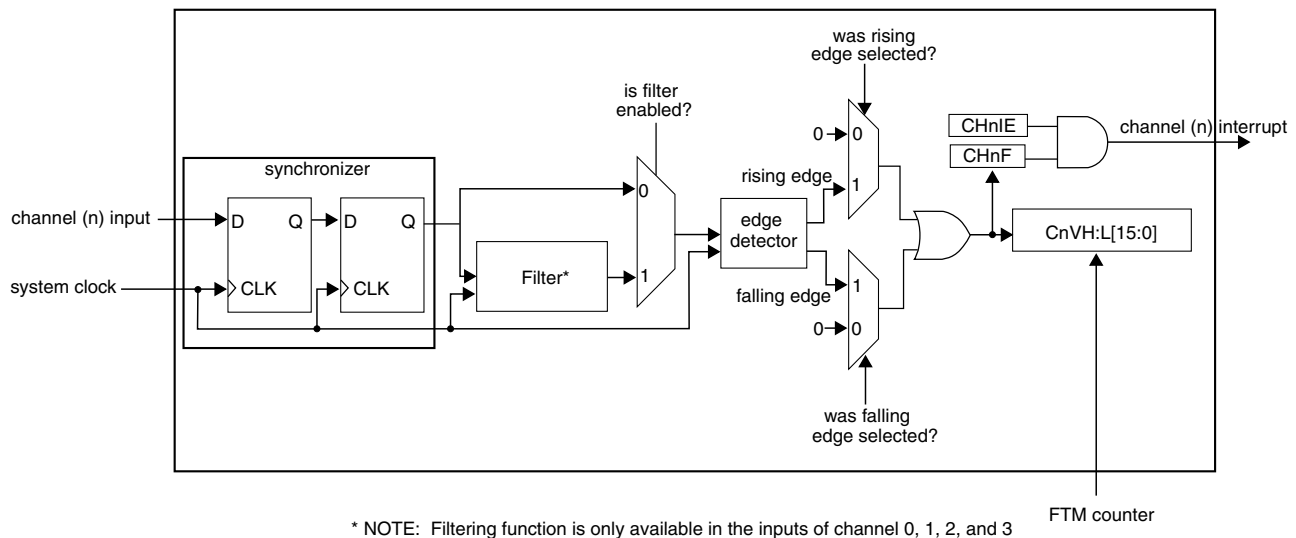 was rising
edge selected?
is filter
enabled?
0
0
CHnIE
channel (n) interrupt
CHnF
synchronizer
rising edge
1
0
channel (n) input
D
Q
D
Q
edge
detector
CnVH:L[15:0]
Filter*
1
system clock
CLK
CLK
falling edge
1
0
0
was falling
edge selected?
FTM counter
* NOTE: Filtering function is only available in the inputs of channel 0, 1, 2, and 3